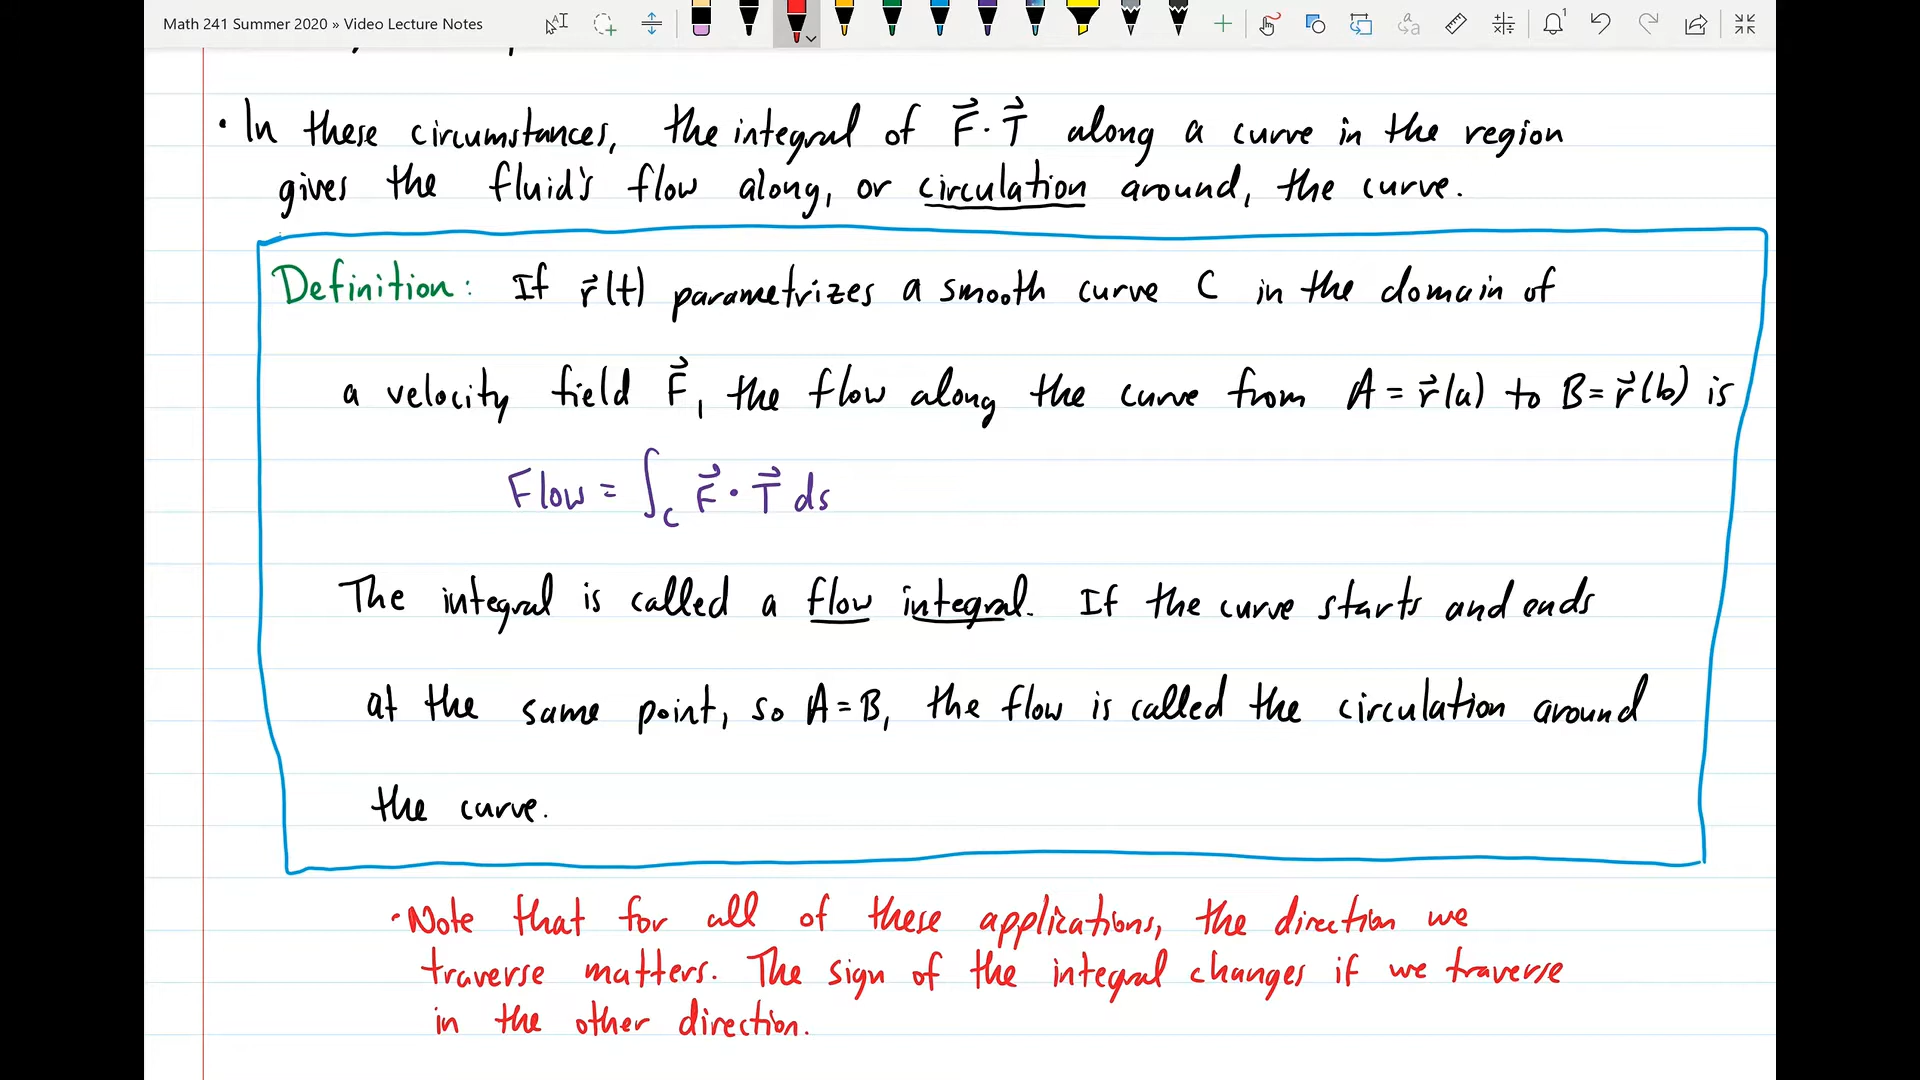 Math 241 Summer 2020 » Video Lecture Notes
• In these circumstances, the integral of F⃗ · T⃗ along a curve in the region
gives the fluid's flow along, or circulation around, the curve.
Definition: If r⃗(t) parametrizes a smooth curve C in the domain of
a velocity field F⃗, the flow along the curve from A = r⃗(a) to B = r⃗(b) is
Flow = ∫_C F⃗ · T⃗ ds
The integral is called a flow integral. If the curve starts and ends
at the same point, so A = B, the flow is called the circulation around
the curve.
• Note that for all of these applications, the direction we
traverse matters. The sign of the integral changes if we traverse
in the other direction.